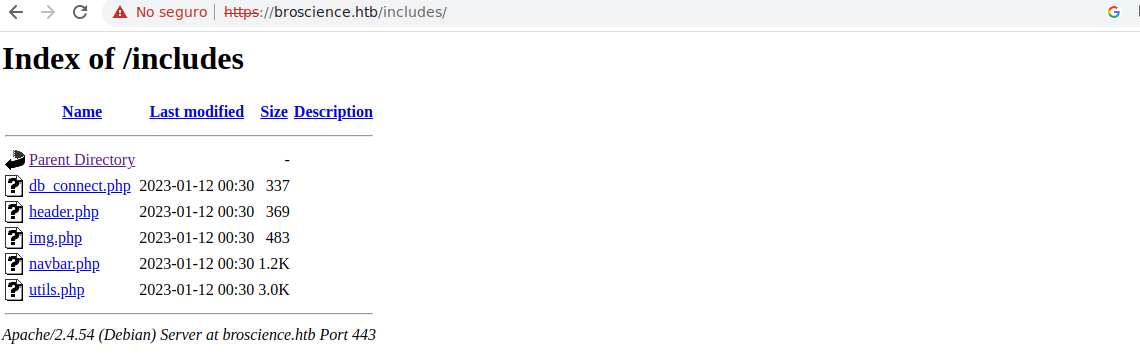 No seguro https://broscience.htb/includes/
Index of /includes
Name Last modified Size Description
Parent Directory -
db_connect.php 2023-01-12 00:30 337
header.php 2023-01-12 00:30 369
img.php 2023-01-12 00:30 483
navbar.php 2023-01-12 00:30 1.2K
utils.php 2023-01-12 00:30 3.0K
Apache/2.4.54 (Debian) Server at broscience.htb Port 443